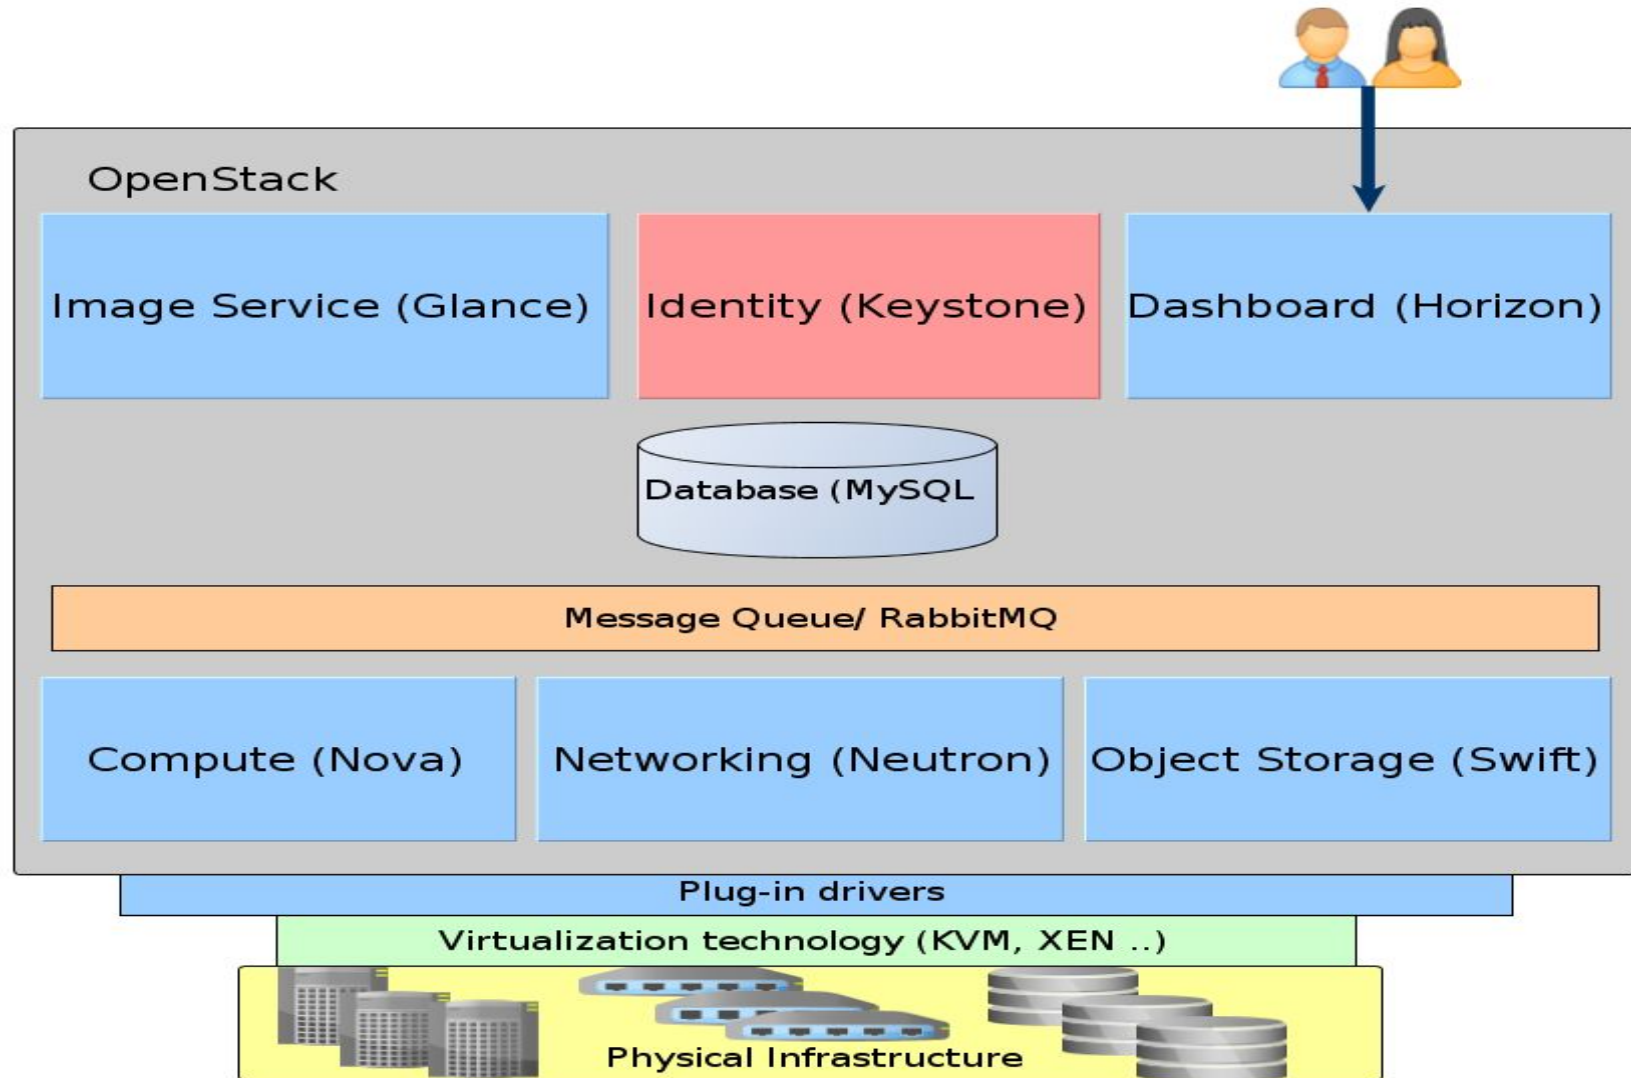 OpenStack
Image Service (Glance)
Identity (Keystone)
Dashboard (Horizon)
Database (MySQL
Message Queue/ RabbitMQ
Compute (Nova)
Networking (Neutron)
Object Storage (Swift)
Plug-in drivers
Virtualization technology (KVM, XEN ..)
Physical Infrastructure